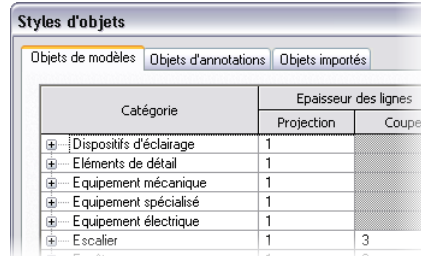 Styles d'objets
Objets de modèles Objets d'annotations Objets importés
Catégorie Epaisseur des lignes
Projection Coupe
Dispositifs d'éclairage 1
Eléments de détail 1
Equipement mécanique 1
Equipement spécialisé 1
Equipement électrique 1
Escalier 1 3